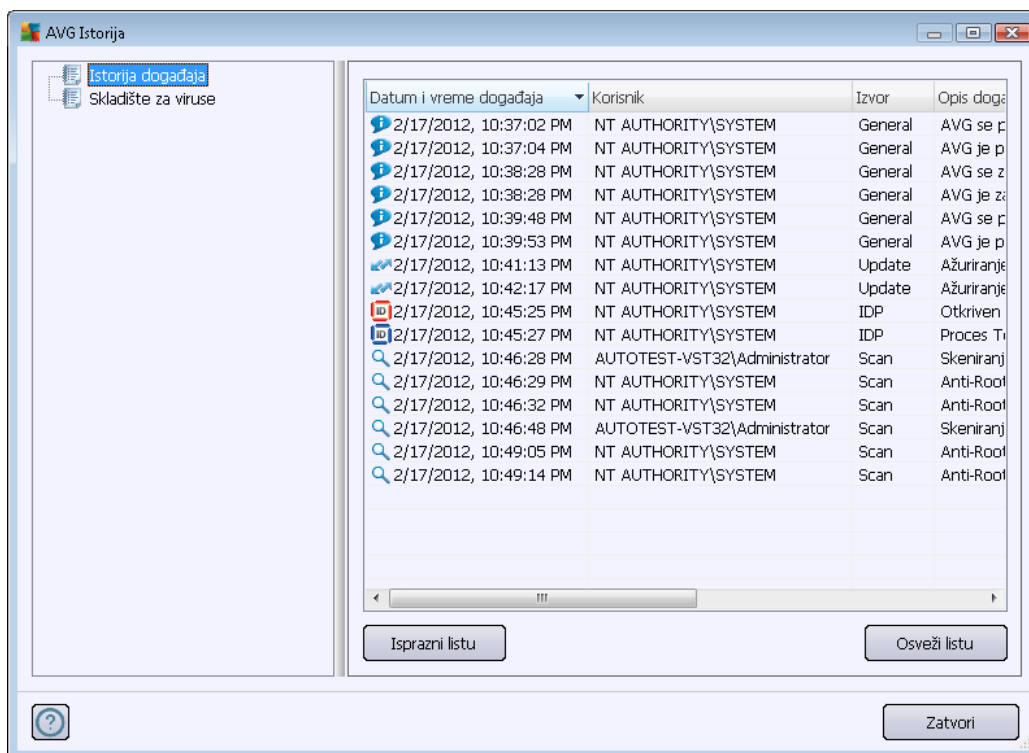 AVG Istorija
Istorija događaja
Skladište za viruse
Datum i vreme događaja Korisnik Izvor Opis doga
2/17/2012, 10:37:02 PM NT AUTHORITY\SYSTEM General AVG se p
2/17/2012, 10:37:04 PM NT AUTHORITY\SYSTEM General AVG je p
2/17/2012, 10:38:28 PM NT AUTHORITY\SYSTEM General AVG se z
2/17/2012, 10:38:28 PM NT AUTHORITY\SYSTEM General AVG je za
2/17/2012, 10:39:48 PM NT AUTHORITY\SYSTEM General AVG se p
2/17/2012, 10:39:53 PM NT AUTHORITY\SYSTEM General AVG je p
2/17/2012, 10:41:13 PM NT AUTHORITY\SYSTEM Update Ažuriranje
2/17/2012, 10:42:17 PM NT AUTHORITY\SYSTEM Update Ažuriranje
ID 2/17/2012, 10:45:25 PM NT AUTHORITY\SYSTEM IDP Otkriven
ID 2/17/2012, 10:45:27 PM NT AUTHORITY\SYSTEM IDP Proces
2/17/2012, 10:46:28 PM AUTOTEST-VST32\Administrator Scan Skeniranj
2/17/2012, 10:46:29 PM NT AUTHORITY\SYSTEM Scan Anti-Root
2/17/2012, 10:46:32 PM NT AUTHORITY\SYSTEM Scan Anti-Root
2/17/2012, 10:46:48 PM AUTOTEST-VST32\Administrator Scan Skeniranj
2/17/2012, 10:49:05 PM NT AUTHORITY\SYSTEM Scan Anti-Root
2/17/2012, 10:49:14 PM NT AUTHORITY\SYSTEM Scan Anti-Root
Isprazni listu
Osveži listu
Zatvori